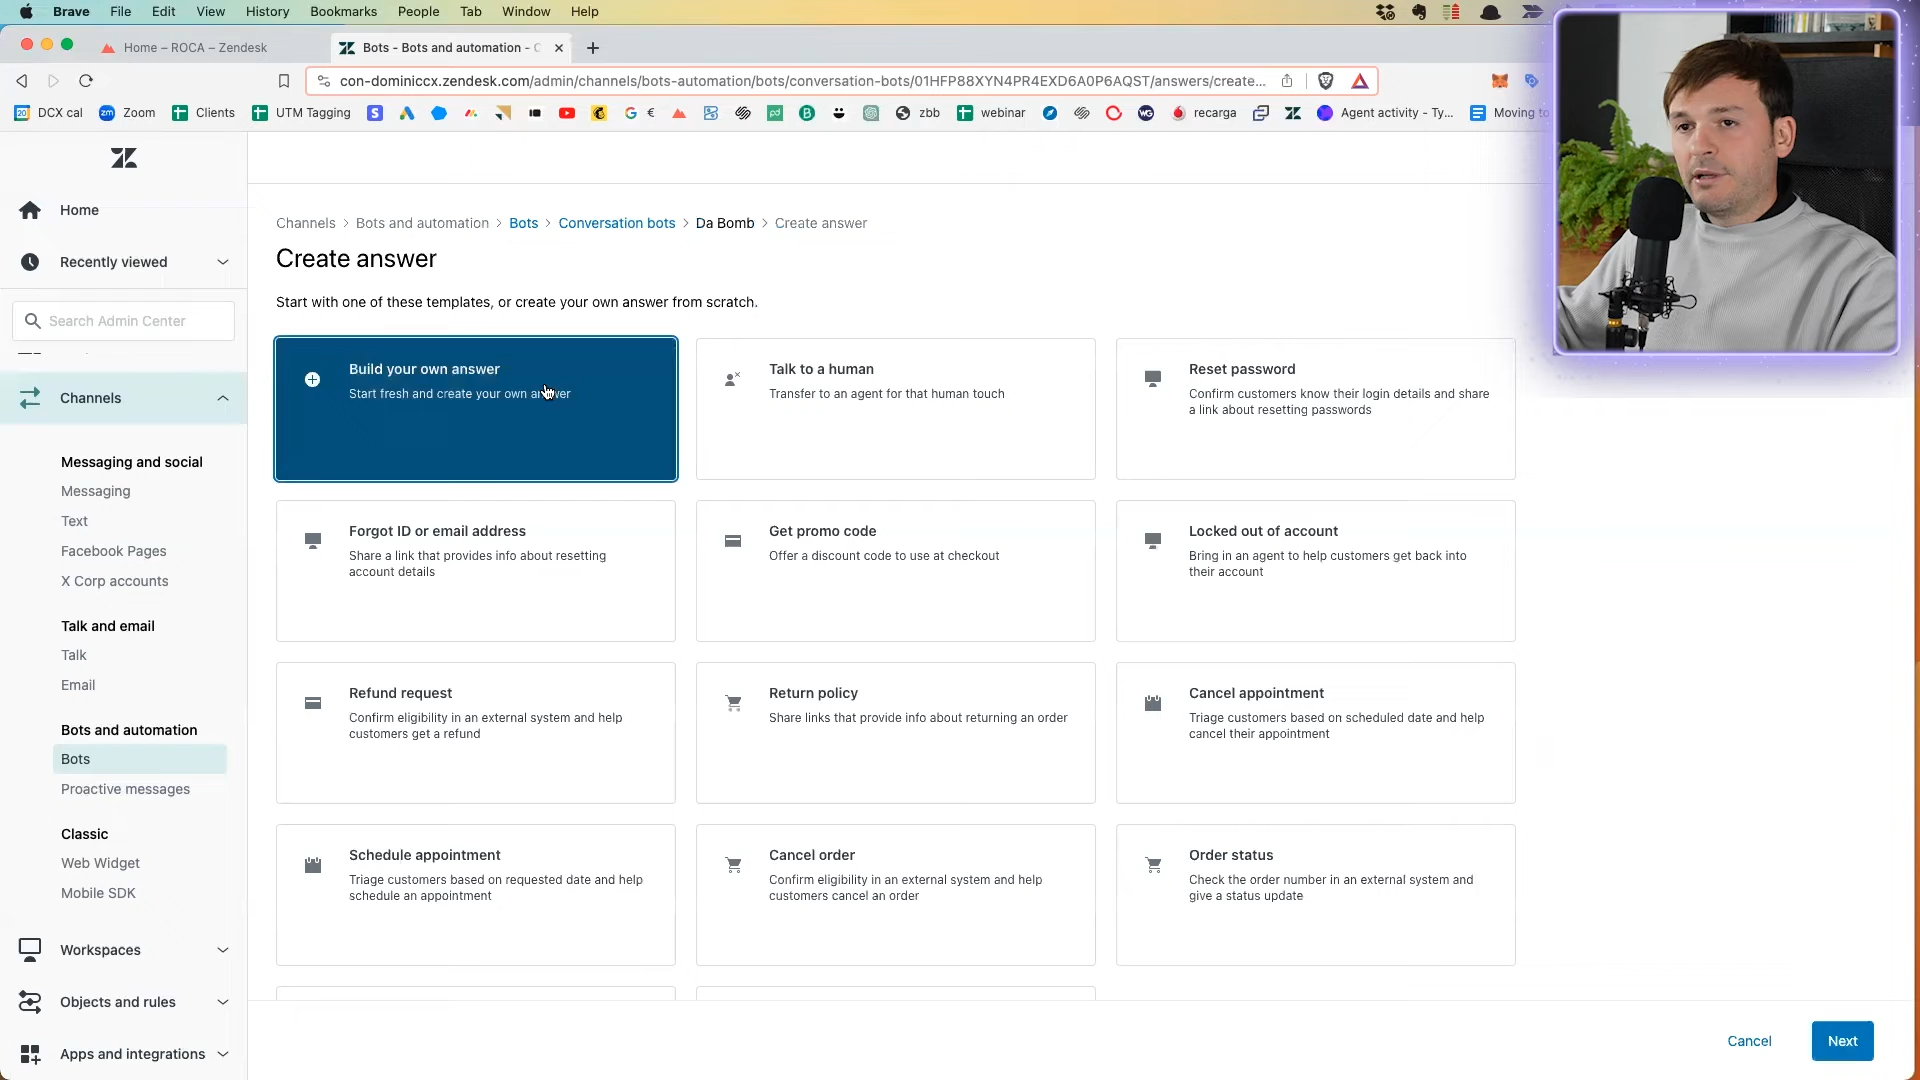 Brave File Edit View History Bookmarks People Tab Window Help
Home – ROCA – Zendesk
Bots - Bots and automation - C
con-dominiccx.zendesk.com/admin/channels/bots-automation/bots/conversation-bots/01HFP88XYN4PR4EXD6A0P6AQST/answers/create...
DCX cal Zoom Clients UTM Tagging € zbb webinar recarga Agent activity - Ty... Moving to
Home
Recently viewed
Search Admin Center
Channels
Messaging and social
Messaging
Text
Facebook Pages
X Corp accounts
Talk and email
Talk
Email
Bots and automation
Bots
Proactive messages
Classic
Web Widget
Mobile SDK
Workspaces
Objects and rules
Apps and integrations
Channels > Bots and automation > Bots > Conversation bots > Da Bomb > Create answer
Create answer
Start with one of these templates, or create your own answer from scratch.
Build your own answer
Start fresh and create your own answer
Talk to a human
Transfer to an agent for that human touch
Reset password
Confirm customers know their login details and share
a link about resetting passwords
Forgot ID or email address
Share a link that provides info about resetting
account details
Get promo code
Offer a discount code to use at checkout
Locked out of account
Bring in an agent to help customers get back into
their account
Refund request
Confirm eligibility in an external system and help
customers get a refund
Return policy
Share links that provide info about returning an order
Cancel appointment
Triage customers based on scheduled date and help
cancel their appointment
Schedule appointment
Triage customers based on requested date and help
schedule an appointment
Cancel order
Confirm eligibility in an external system and help
customers cancel an order
Order status
Check the order number in an external system and
give a status update
Cancel
Next